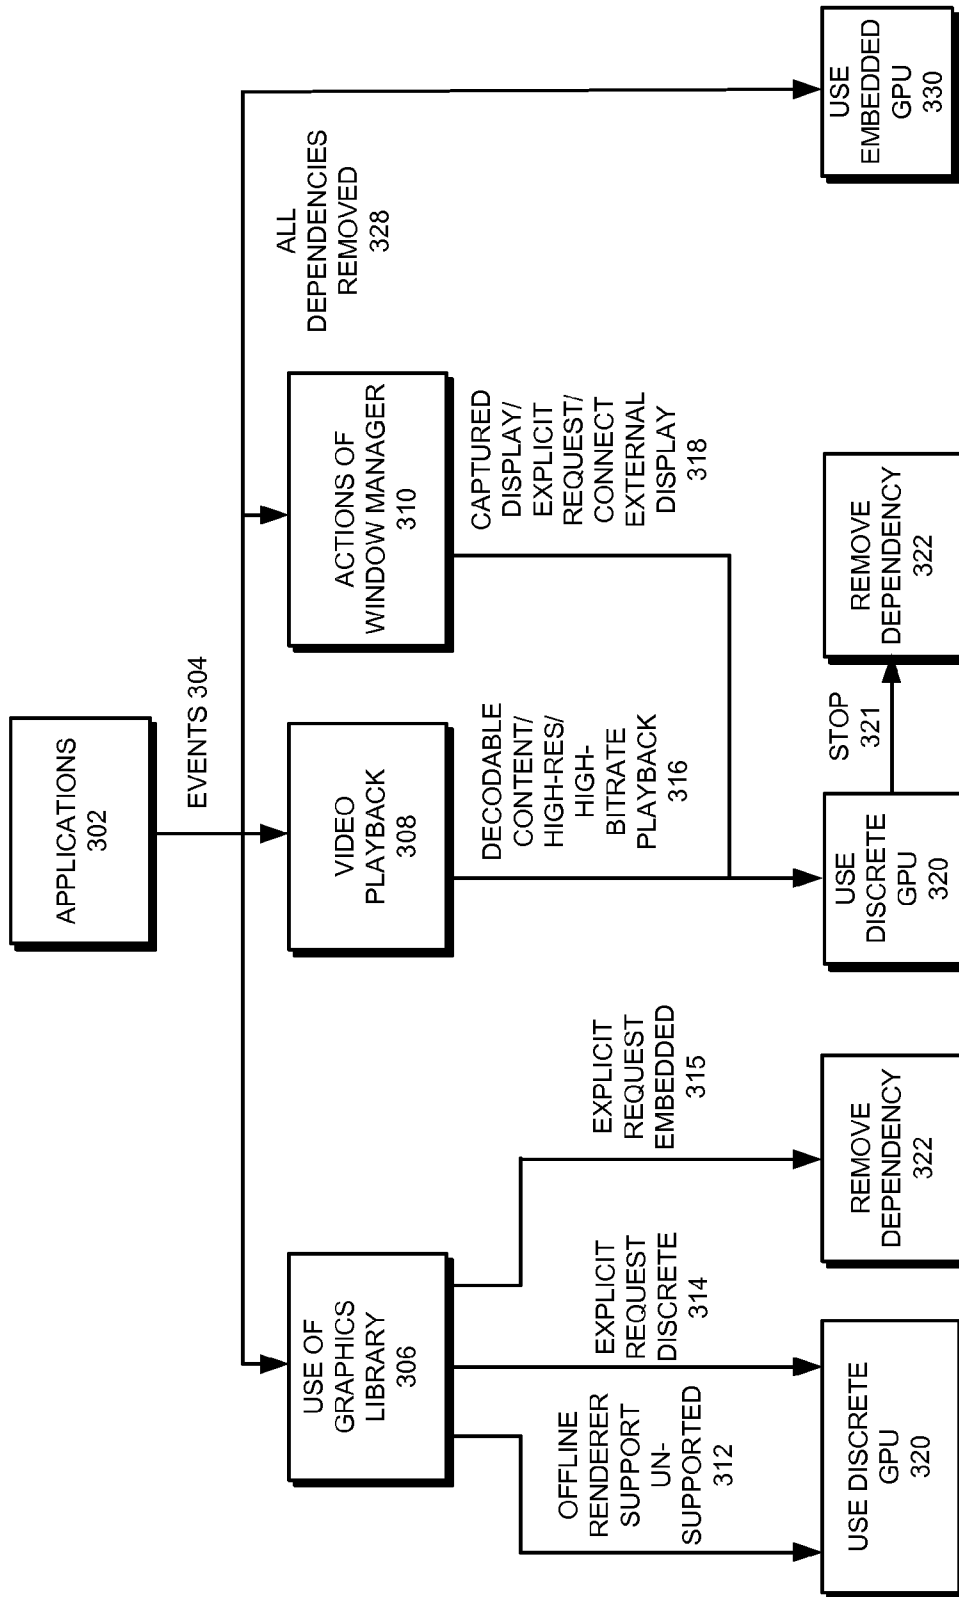 APPLICATIONS
302
EVENTS 304
USE OF
GRAPHICS
LIBRARY
306
VIDEO
PLAYBACK
308
ACTIONS OF
WINDOW MANAGER
310
ALL
DEPENDENCIES
REMOVED
328
OFFLINE
RENDERER
SUPPORT
UN-
SUPPORTED
312
EXPLICIT
REQUEST
DISCRETE
314
EXPLICIT
REQUEST
EMBEDDED
315
DECODABLE
CONTENT/
HIGH-RES/
HIGH-
BITRATE
PLAYBACK
316
CAPTURED
DISPLAY/
EXPLICIT
REQUEST/
CONNECT
EXTERNAL
DISPLAY
318
USE DISCRETE
GPU
320
REMOVE
DEPENDENCY
322
USE
DISCRETE
GPU
320
STOP
321
REMOVE
DEPENDENCY
322
USE
EMBEDDED
GPU
330